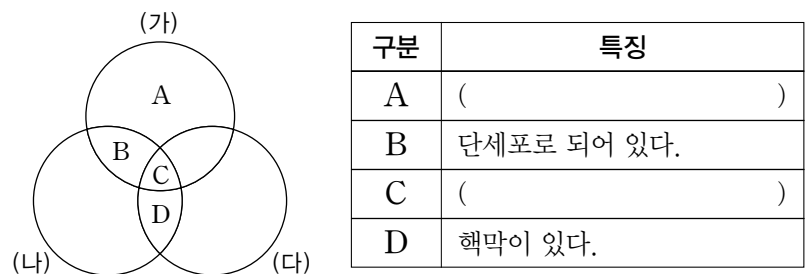 (가)
A
B
C
D
(나)
(다)
구분 특징
A ( )
B 단세포로 되어 있다.
C ( )
D 핵막이 있다.